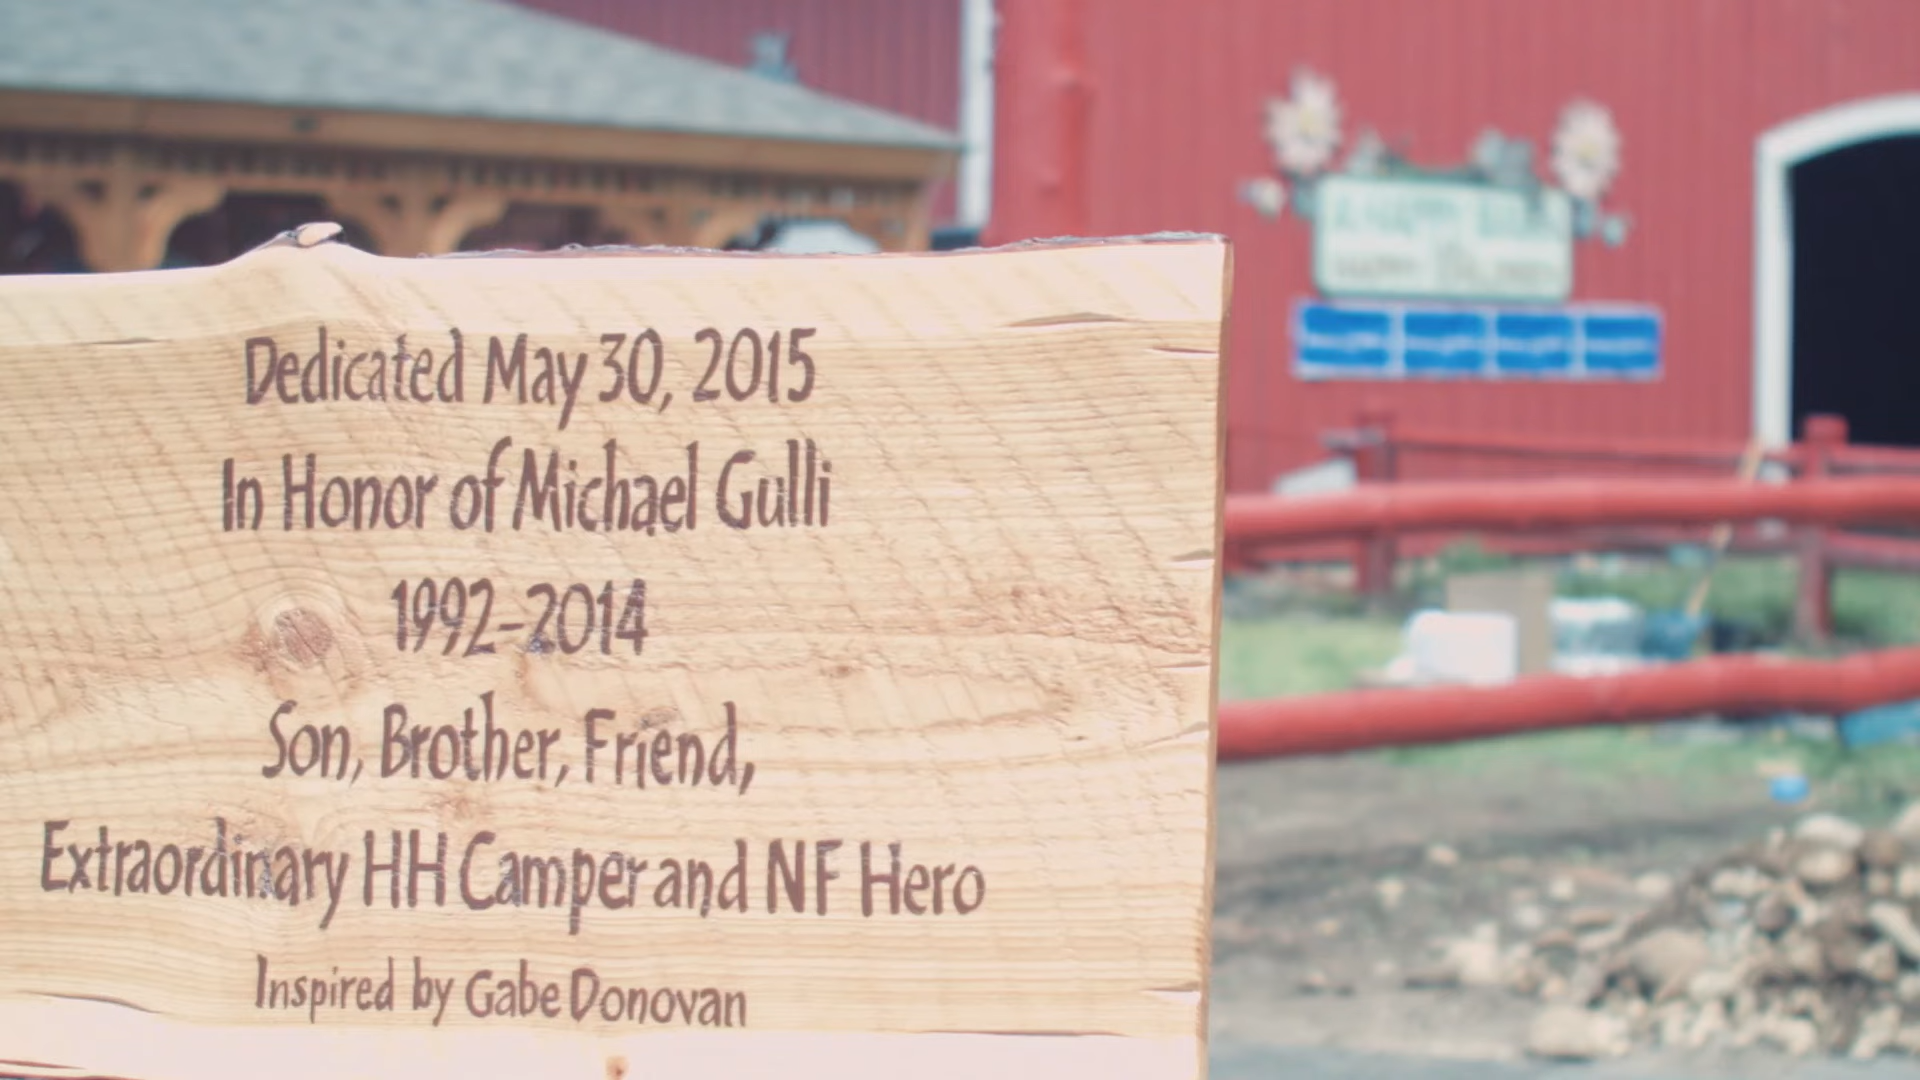 Dedicated May 30, 2015
In Honor of Michael Gulli
1992-2014
Son, Brother, Friend,
Extraordinary HH Camper and NF Hero
Inspired by Gabe Donovan